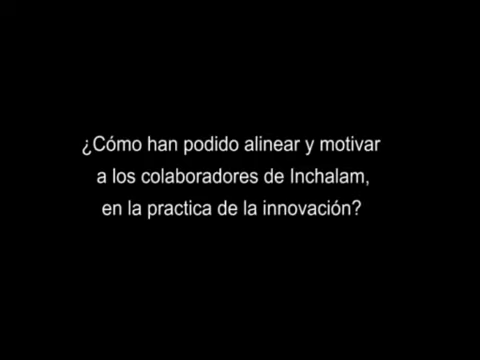 ¿Cómo han podido alinear y motivar
a los colaboradores de Inchalam,
en la practica de la innovación?